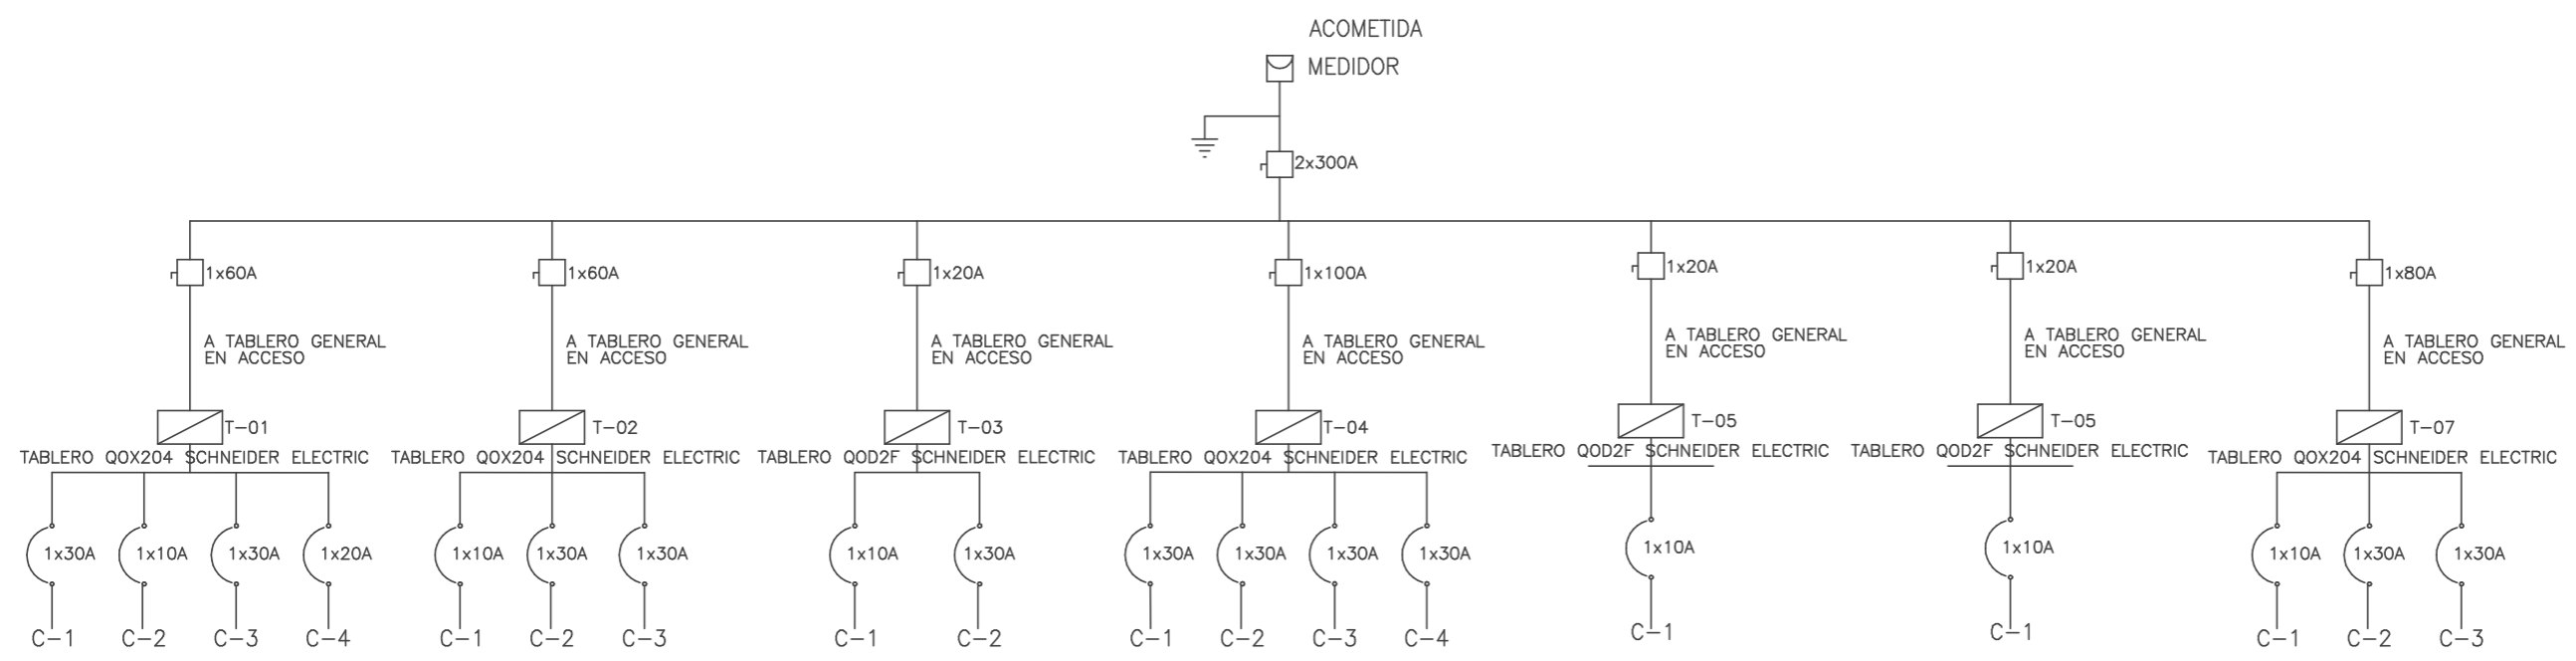 ACOMETIDA
MEDIDOR
2x300A
1x60A
1x60A
1x20A
1x100A
1x20A
1x20A
1x80A
A TABLERO GENERAL
EN ACCESO
A TABLERO GENERAL
EN ACCESO
A TABLERO GENERAL
EN ACCESO
A TABLERO GENERAL
EN ACCESO
A TABLERO GENERAL
EN ACCESO
A TABLERO GENERAL
EN ACCESO
A TABLERO GENERAL
EN ACCESO
T-01
T-02
T-03
T-04
T-05
T-05
T-07
TABLERO QOX204 SCHNEIDER ELECTRIC
TABLERO QOX204 SCHNEIDER ELECTRIC
TABLERO QOD2F SCHNEIDER ELECTRIC
TABLERO QOX204 SCHNEIDER ELECTRIC
TABLERO QOD2F SCHNEIDER ELECTRIC
TABLERO QOD2F SCHNEIDER ELECTRIC
TABLERO QOX204 SCHNEIDER ELECTRIC
1x30A
1x10A
1x30A
1x20A
1x10A
1x30A
1x30A
1x10A
1x30A
1x30A
1x30A
1x30A
1x30A
1x10A
1x10A
1x10A
1x30A
1x30A
C-1
C-2
C-3
C-4
C-1
C-2
C-3
C-1
C-2
C-1
C-2
C-3
C-4
C-1
C-1
C-1
C-2
C-3